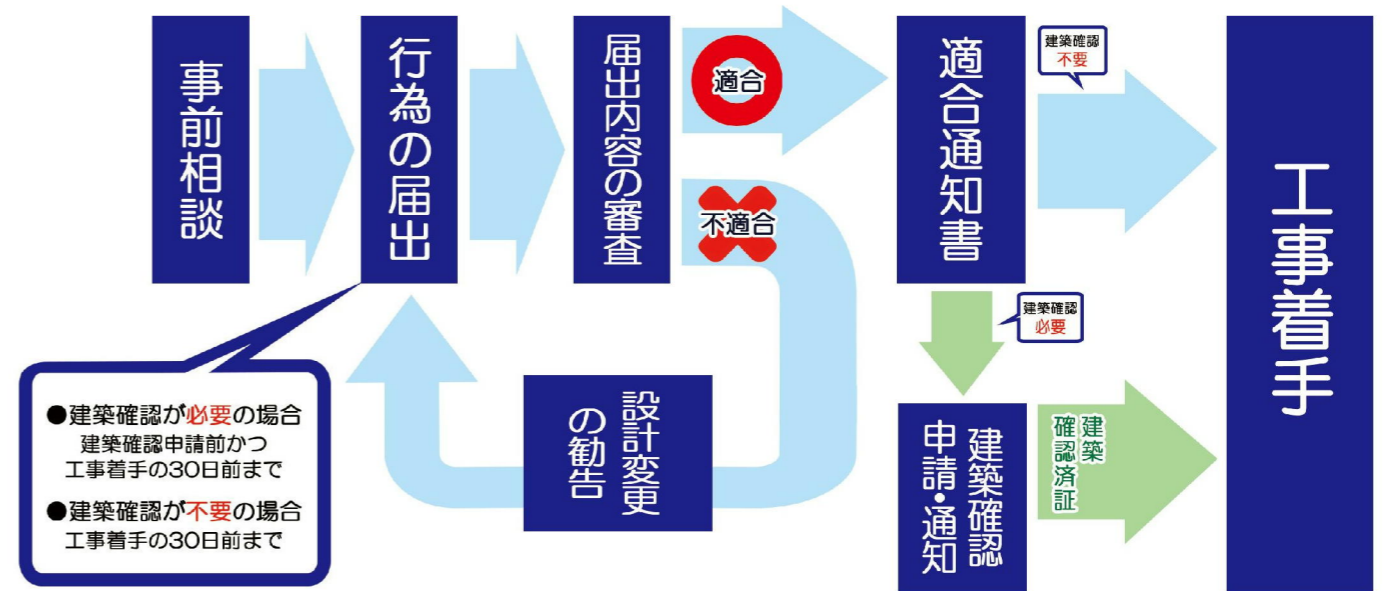 事前相談
行為の届出
届出内容の審査
適合
不適合
適合通知書
建築確認
不要
建築確認
必要
工事着手
設計変更
の勧告
建築確認
申請・通知
建築
確認済証
●建築確認が必要の場合
建築確認申請前かつ
工事着手の30日前まで
●建築確認が不要の場合
工事着手の30日前まで